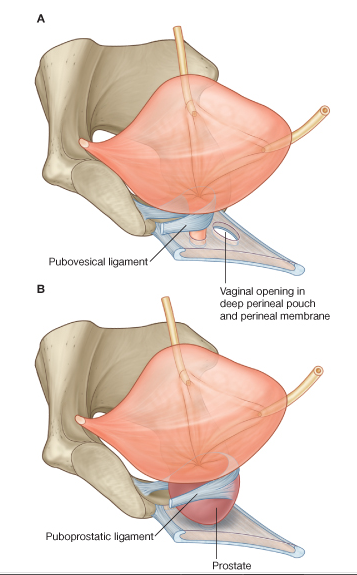 A
Pubovesical ligament
Vaginal opening in
deep perineal pouch
and perineal membrane
B
Puboprostatic ligament
Prostate